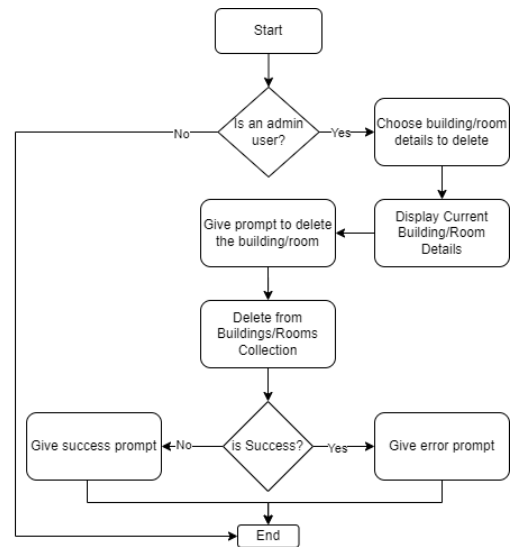 Start
Is an admin
user?
No
Yes
Choose building/room
details to delete
Give prompt to delete
the building/room
Display Current
Building/Room
Details
Delete from
Buildings/Rooms
Collection
Give success prompt
No
is Success?
Yes
Give error prompt
End